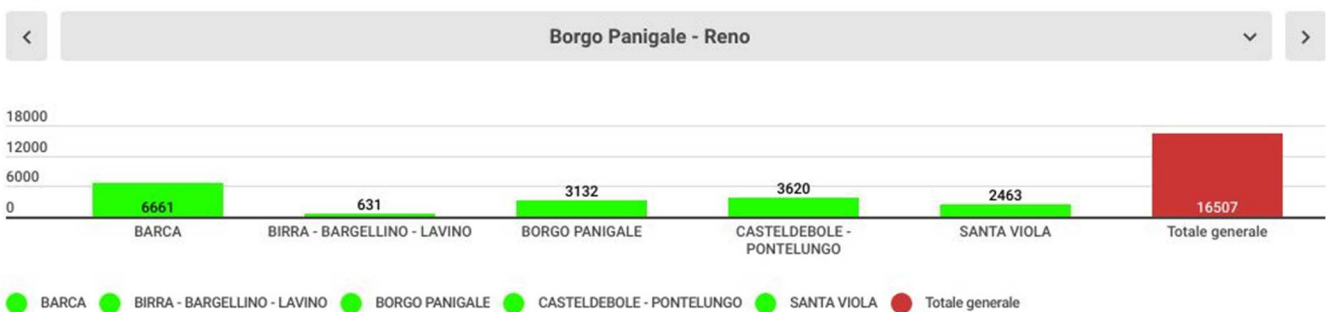 Borgo Panigale - Reno
18000
12000
6000
0
6661
631
3132
3620
2463
16507
BARCA
BIRRA - BARGELLINO - LAVINO
BORGO PANIGALE
CASTELDEBOLE -
PONTELUNGO
SANTA VIOLA
Totale generale
BARCA BIRRA - BARGELLINO - LAVINO BORGO PANIGALE CASTELDEBOLE - PONTELUNGO SANTA VIOLA Totale generale